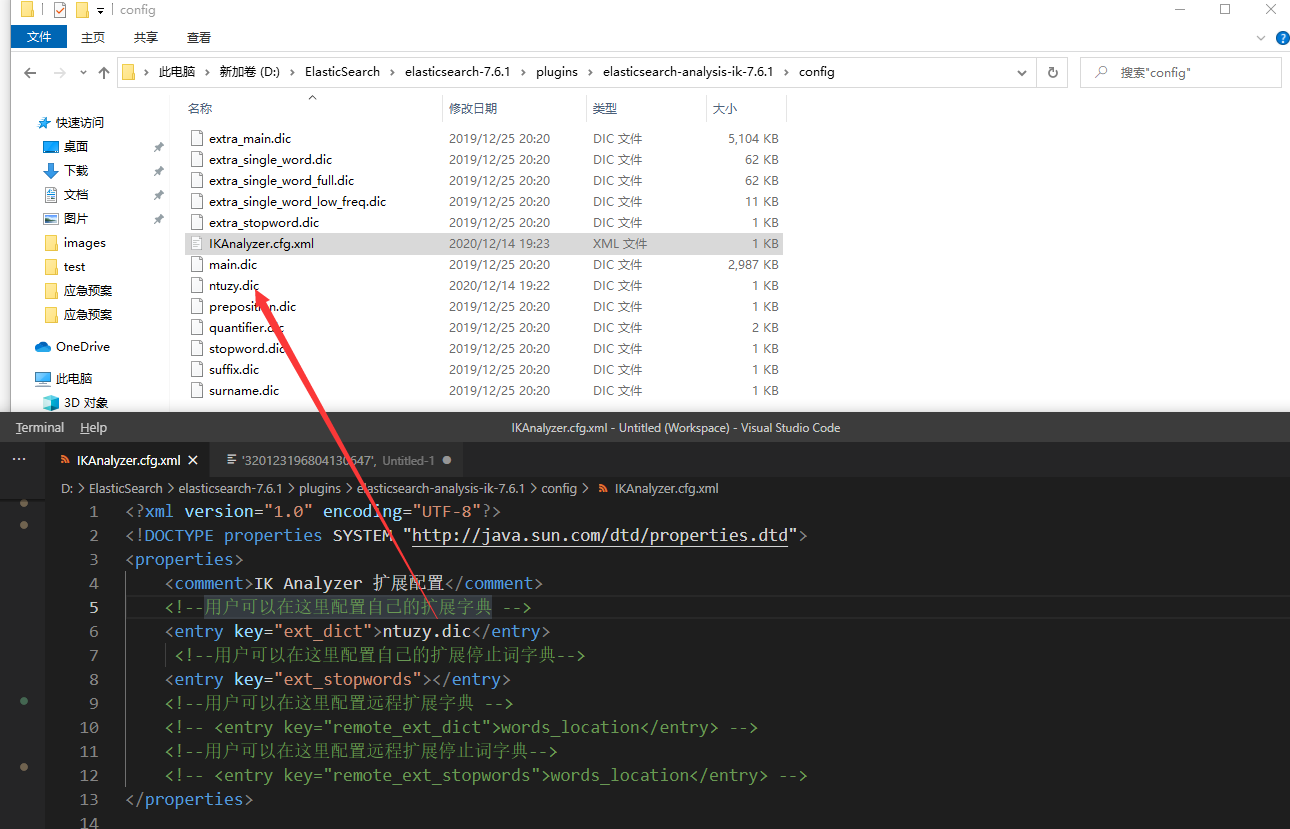 config
文件 主页 共享 查看
此电脑 › 新加卷 (D:) › ElasticSearch › elasticsearch-7.6.1 › plugins › elasticsearch-analysis-ik-7.6.1 › config 搜索"config"
名称 修改日期 类型 大小
快速访问
桌面
下载
文档
图片
images
test
应急预案
应急预案
OneDrive
此电脑
3D 对象
extra_main.dic 2019/12/25 20:20 DIC 文件 5,104 KB
extra_single_word.dic 2019/12/25 20:20 DIC 文件 62 KB
extra_single_word_full.dic 2019/12/25 20:20 DIC 文件 62 KB
extra_single_word_low_freq.dic 2019/12/25 20:20 DIC 文件 11 KB
extra_stopword.dic 2019/12/25 20:20 DIC 文件 1 KB
IKAnalyzer.cfg.xml 2020/12/14 19:23 XML 文件 1 KB
main.dic 2019/12/25 20:20 DIC 文件 2,987 KB
ntuzy.dic 2020/12/14 19:22 DIC 文件 1 KB
preposition.dic 2019/12/25 20:20 DIC 文件 1 KB
quantifier.dic 2019/12/25 20:20 DIC 文件 2 KB
stopword.dic 2019/12/25 20:20 DIC 文件 1 KB
suffix.dic 2019/12/25 20:20 DIC 文件 1 KB
surname.dic 2019/12/25 20:20 DIC 文件 1 KB
Terminal Help IKAnalyzer.cfg.xml - Untitled (Workspace) - Visual Studio Code
IKAnalyzer.cfg.xml '320123196804130647', Untitled-1
D: > ElasticSearch > elasticsearch-7.6.1 > plugins > elasticsearch-analysis-ik-7.6.1 > config > IKAnalyzer.cfg.xml
1 <?xml version="1.0" encoding="UTF-8"?>
2 <!DOCTYPE properties SYSTEM "http://java.sun.com/dtd/properties.dtd">
3 <properties>
4 <comment>IK Analyzer 扩展配置</comment>
5 <!--用户可以在这里配置自己的扩展字典 -->
6 <entry key="ext_dict">ntuzy.dic</entry>
7 <!--用户可以在这里配置自己的扩展停止词字典-->
8 <entry key="ext_stopwords"></entry>
9 <!--用户可以在这里配置远程扩展字典 -->
10 <!-- <entry key="remote_ext_dict">words_location</entry> -->
11 <!--用户可以在这里配置远程扩展停止词字典-->
12 <!-- <entry key="remote_ext_stopwords">words_location</entry> -->
13 </properties>
14